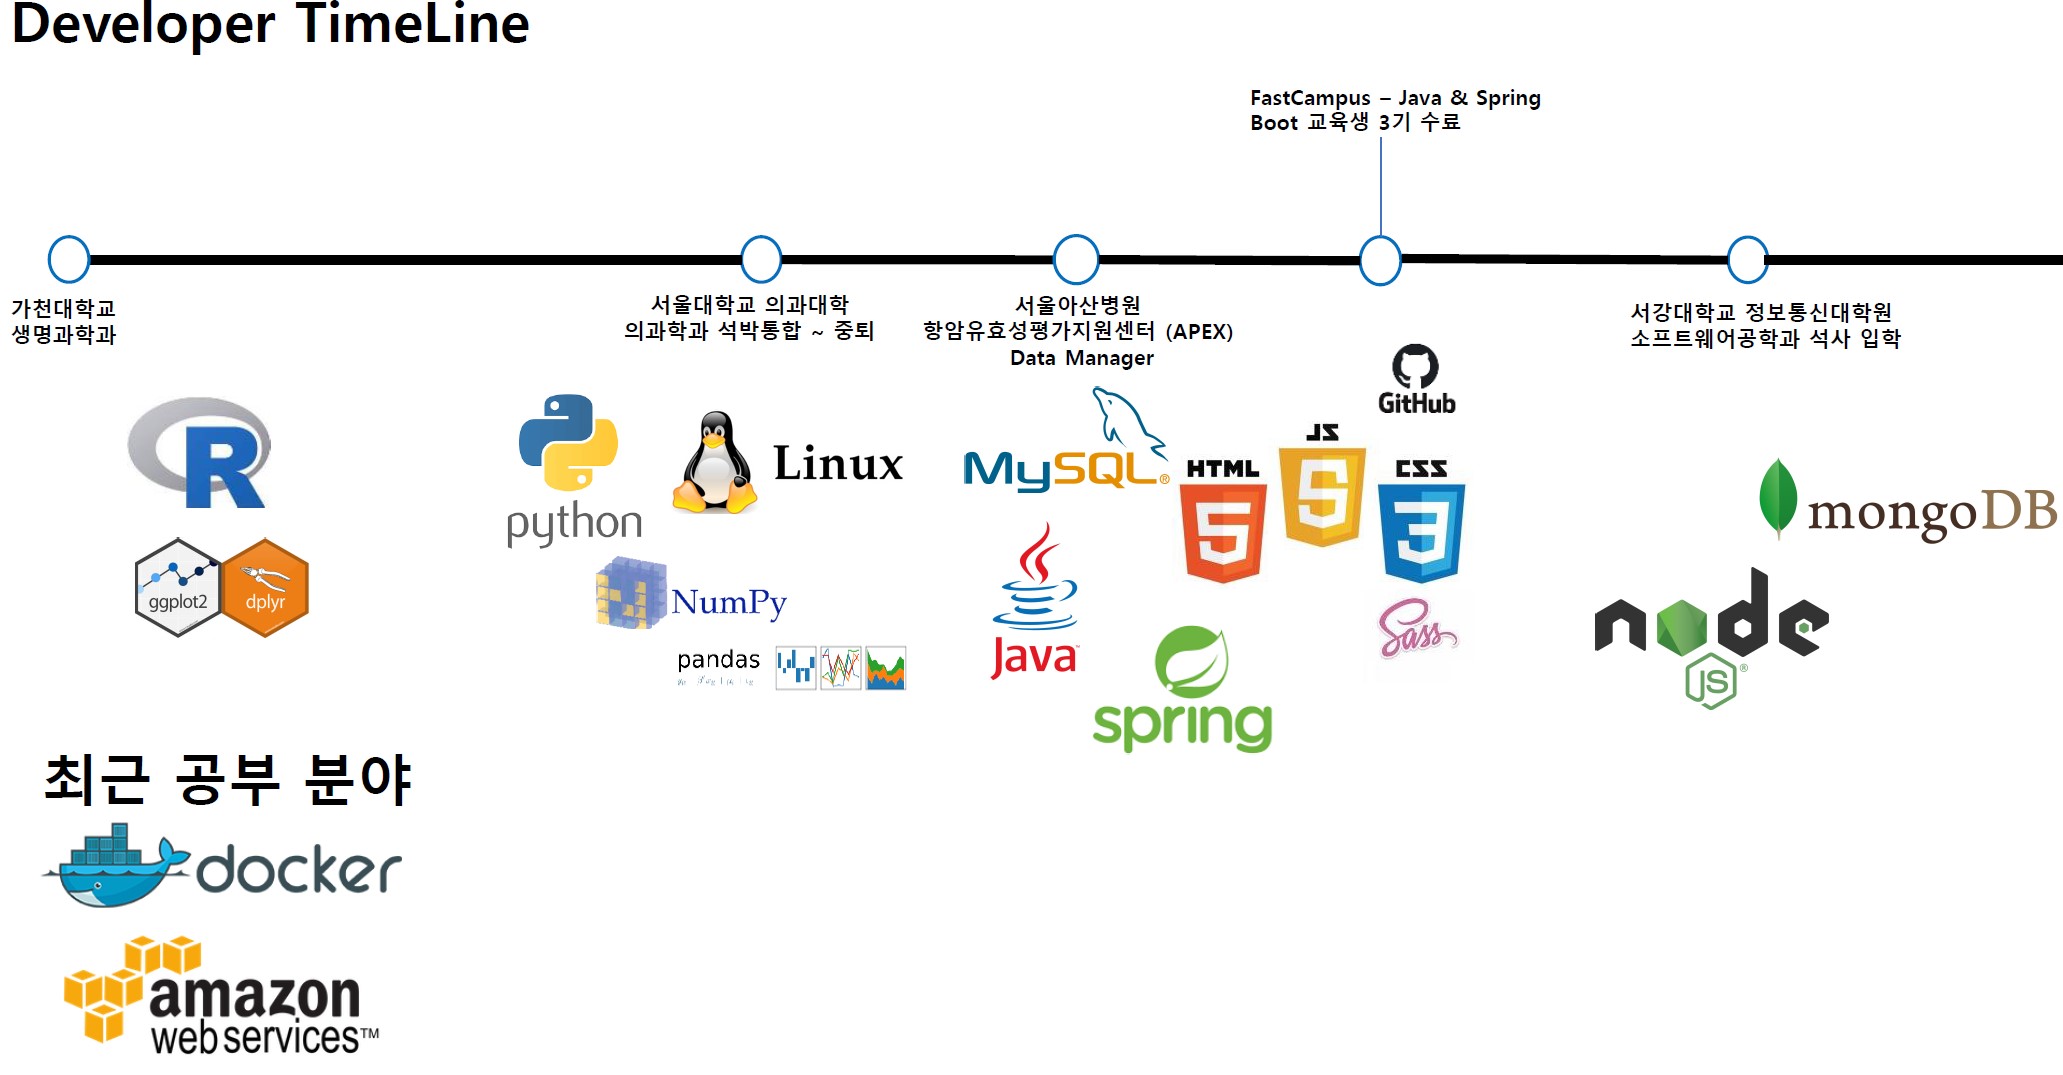 Developer TimeLine
FastCampus – Java & Spring
Boot 교육생 3기 수료
가천대학교
생명과학과
서울대학교 의과대학
의과학과 석박통합 ~ 중퇴
서울아산병원
항암유효성평가지원센터 (APEX)
Data Manager
서강대학교 정보통신대학원
소프트웨어공학과 석사 입학
R
ggplot2
dplyr
python
Linux
NumPy
pandas
MySQL®
Java™
HTML
5
JS
5
CSS
3
GitHub
Sass
spring
mongoDB
node
JS®
최근 공부 분야
docker
amazon
web services™